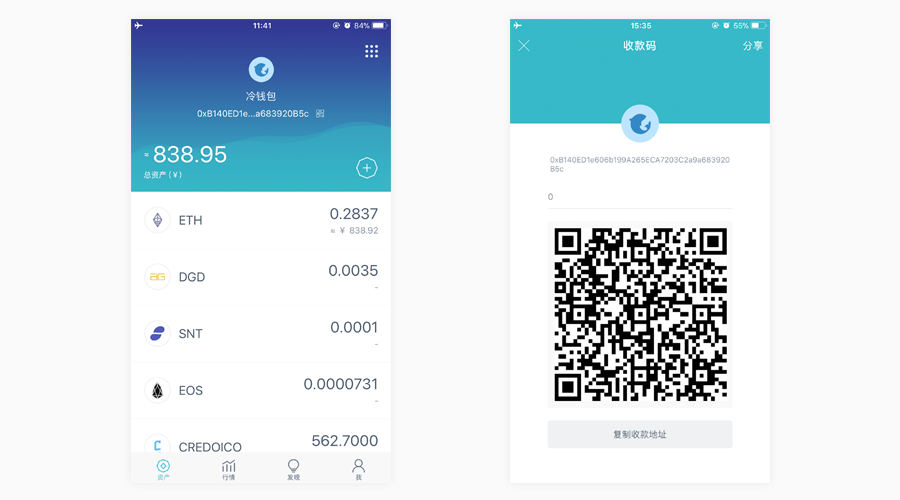 11:41
84%
冷钱包
0xB140ED1e...a683920B5c
≈ 838.95
总资产 (¥)
ETH
0.2837
≈ ¥ 838.92
DGD
0.0035
-
SNT
0.0001
-
EOS
0.0000731
-
CREDOICO
562.7000
资产
行情
发现
我
15:35
55%
收款码
分享
0xB140ED1e606b199A265ECA7203C2a9a683920
B5c
0
复制收款地址